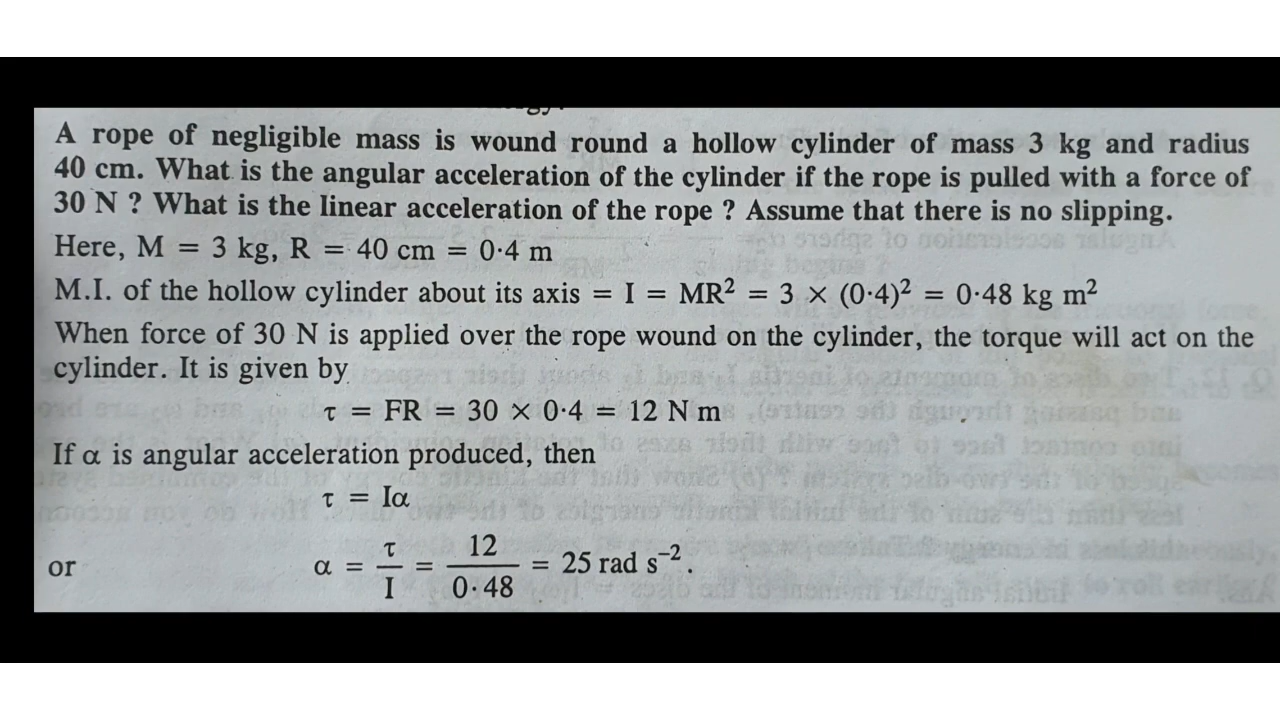 A rope of negligible mass is wound round a hollow cylinder of mass 3 kg and radius
40 cm. What is the angular acceleration of the cylinder if the rope is pulled with a force of
30 N ? What is the linear acceleration of the rope ? Assume that there is no slipping.
Here, M = 3 kg, R = 40 cm = 0·4 m
M.I. of the hollow cylinder about its axis = I = MR² = 3 × (0·4)² = 0·48 kg m²
When force of 30 N is applied over the rope wound on the cylinder, the torque will act on the
cylinder. It is given by
τ = FR = 30 × 0·4 = 12 N m
If α is angular acceleration produced, then
τ = Iα
or α = τ/I = 12/0·48 = 25 rad s⁻².